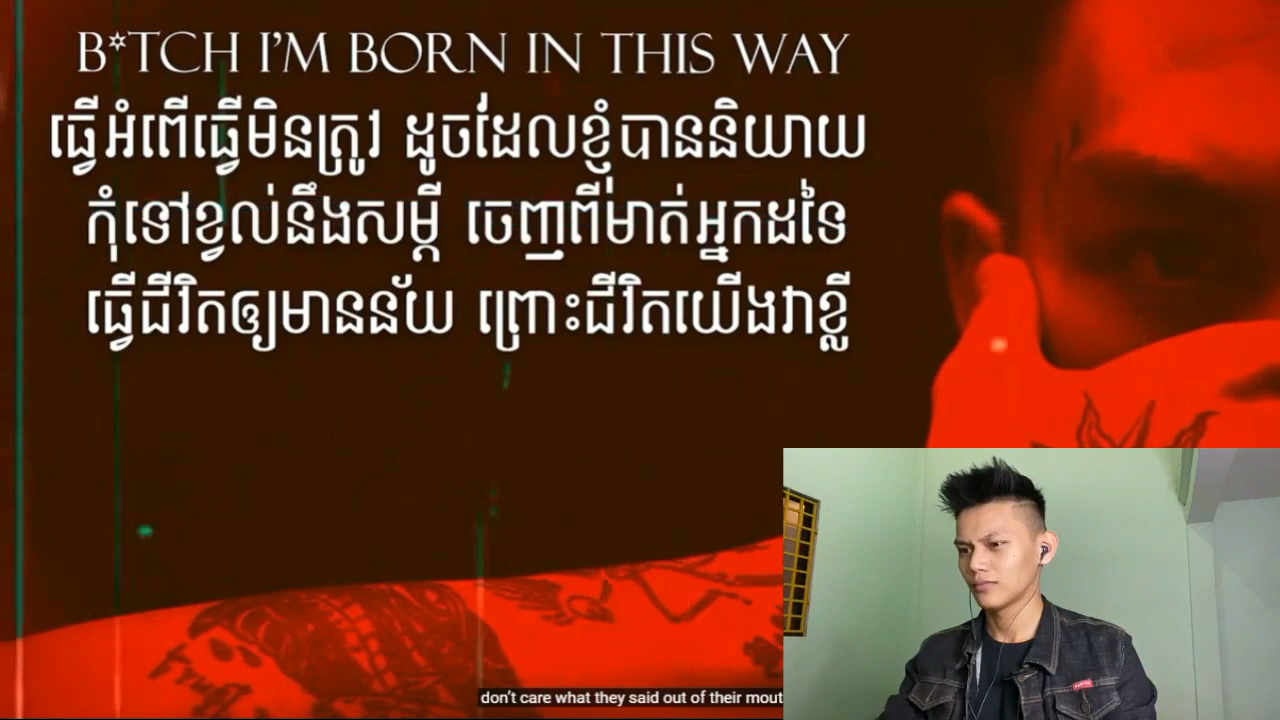 B*TCH I'M BORN IN THIS WAY
ធ្វើអំពើធ្វើមិនត្រូវ ដូចដែលខ្ញុំបាននិយាយ
កុំទៅខ្វល់នឹងសម្ដី ចេញពីមាត់អ្នកដទៃ
ធ្វើជីវិតឲ្យមានន័យ ព្រោះជីវិតយើងវាខ្លី
don't care what they said out of their mout